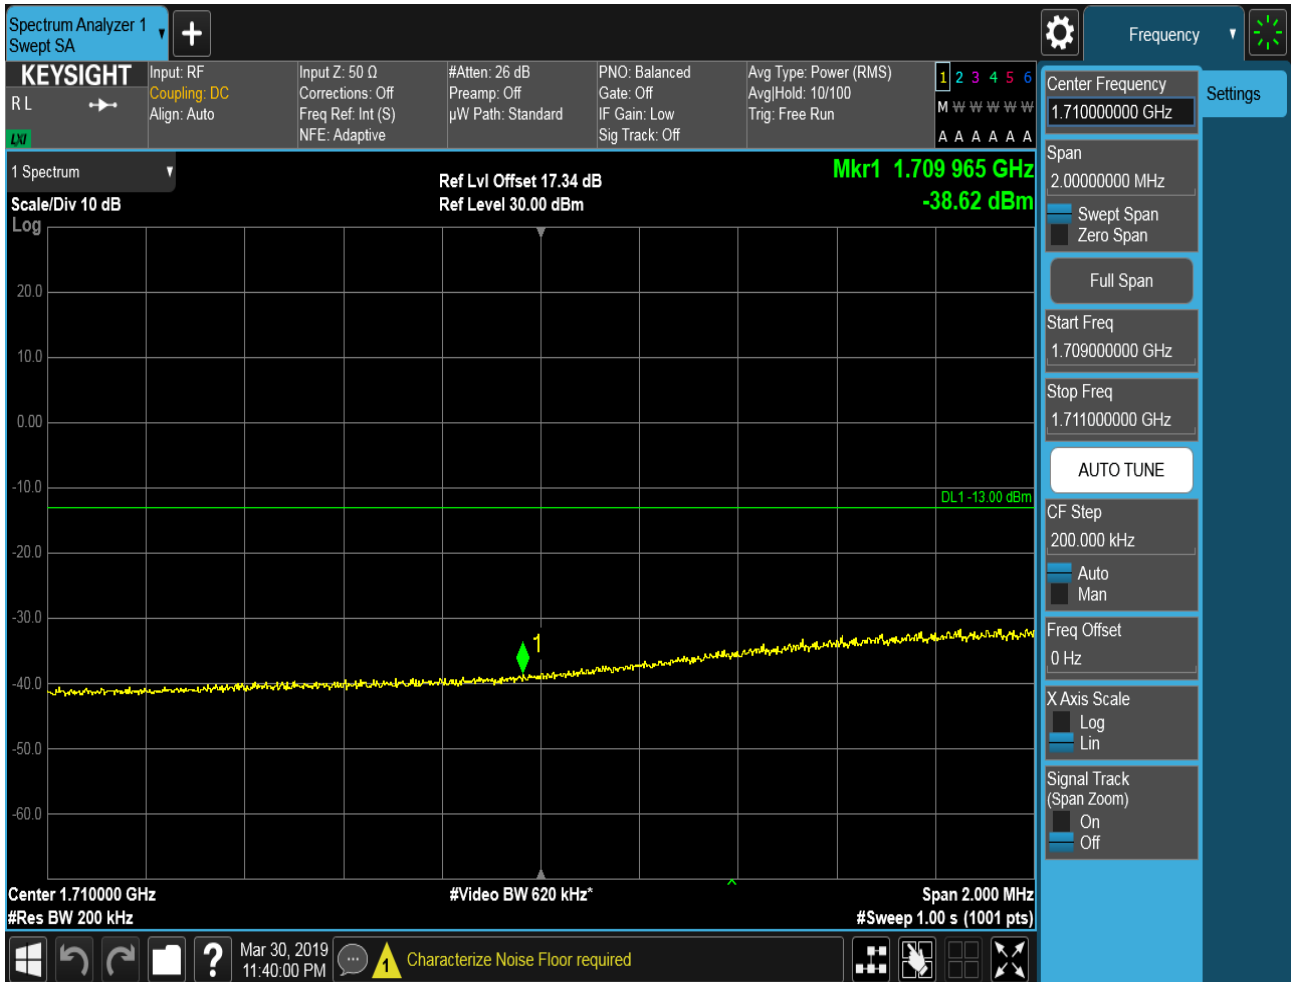 Spectrum Analyzer 1
Swept SA
Frequency
KEYSIGHT
R L
LXI
Input: RF
Coupling: DC
Align: Auto
Input Z: 50 Ω
Corrections: Off
Freq Ref: Int (S)
NFE: Adaptive
#Atten: 26 dB
Preamp: Off
µW Path: Standard
PNO: Balanced
Gate: Off
IF Gain: Low
Sig Track: Off
Avg Type: Power (RMS)
Avg|Hold: 10/100
Trig: Free Run
1 2 3 4 5 6
M W W W W W
A A A A A A
1 Spectrum
Scale/Div 10 dB
Log
Ref Lvl Offset 17.34 dB
Ref Level 30.00 dBm
Mkr1 1.709 965 GHz
-38.62 dBm
20.0
10.0
0.00
-10.0
DL1 -13.00 dBm
-20.0
-30.0
1
-40.0
-50.0
-60.0
Center 1.710000 GHz
#Res BW 200 kHz
#Video BW 620 kHz*
Span 2.000 MHz
#Sweep 1.00 s (1001 pts)
Mar 30, 2019
11:40:00 PM
1
Characterize Noise Floor required
Settings
Center Frequency
1.710000000 GHz
Span
2.00000000 MHz
Swept Span
Zero Span
Full Span
Start Freq
1.709000000 GHz
Stop Freq
1.711000000 GHz
AUTO TUNE
CF Step
200.000 kHz
Auto
Man
Freq Offset
0 Hz
X Axis Scale
Log
Lin
Signal Track
(Span Zoom)
On
Off